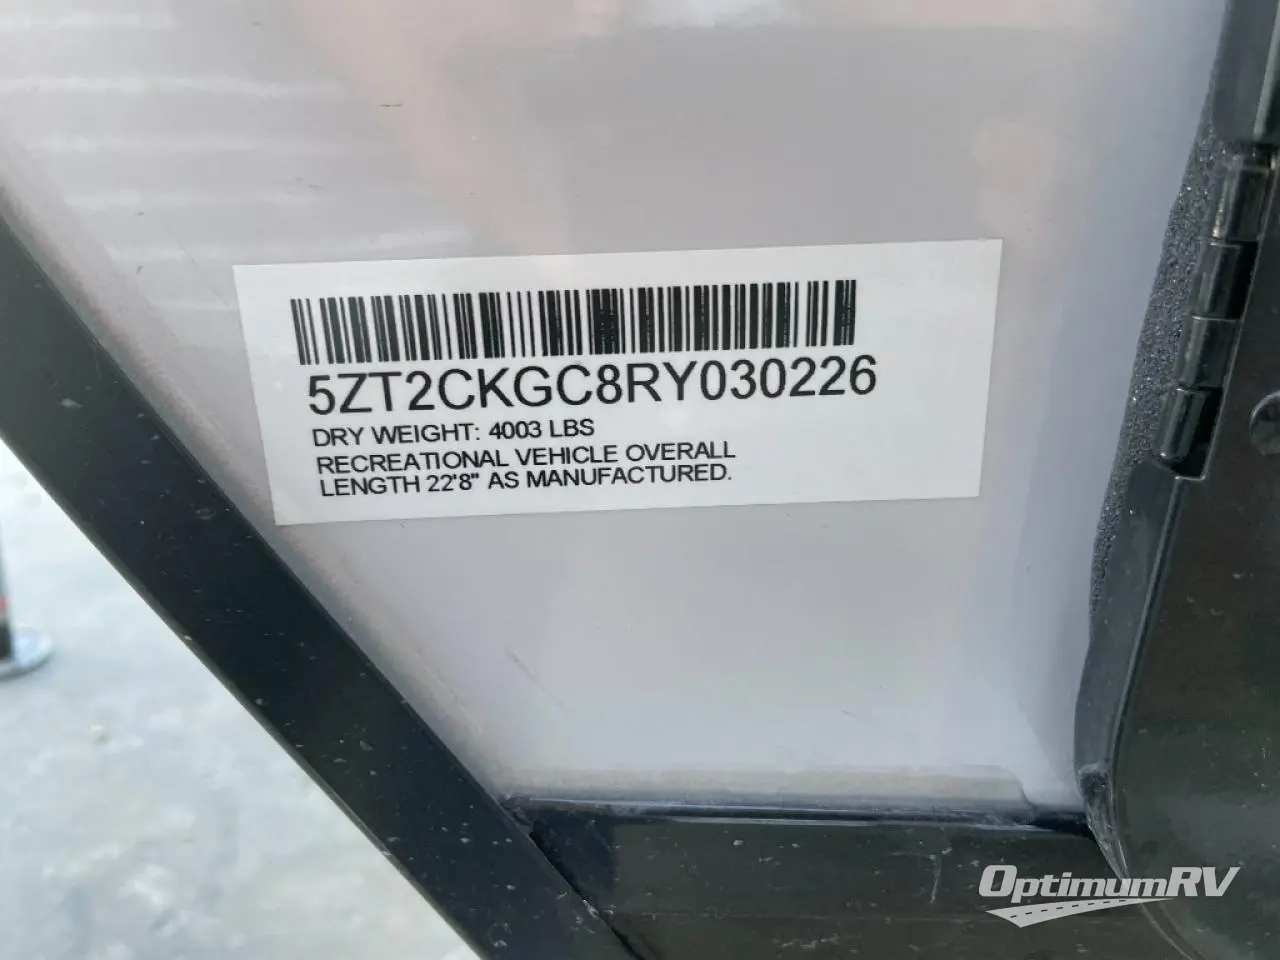 5ZT2CKGC8RY030226
DRY WEIGHT: 4003 LBS
RECREATIONAL VEHICLE OVERALL
LENGTH 22'8" AS MANUFACTURED.
OptimumRV